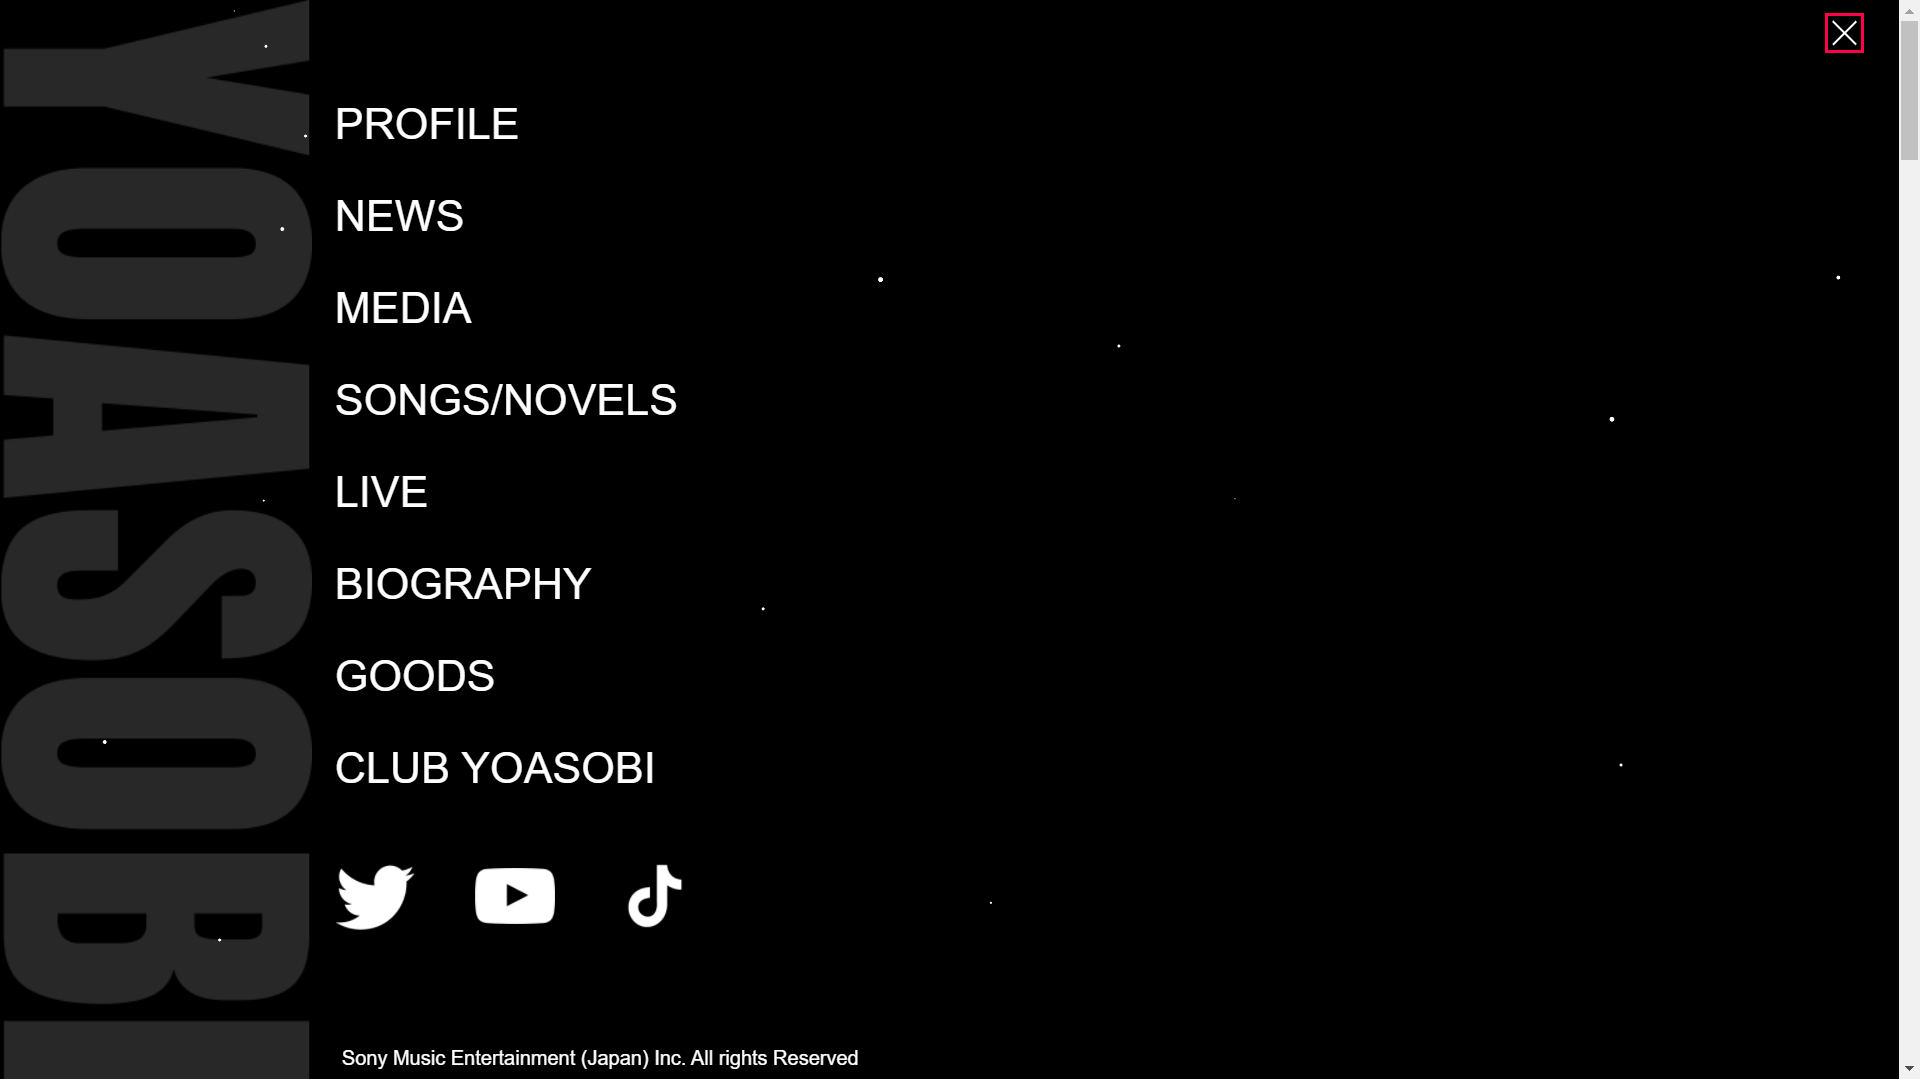 YOASOBI
PROFILE
NEWS
MEDIA
SONGS/NOVELS
LIVE
BIOGRAPHY
GOODS
CLUB YOASOBI
Sony Music Entertainment (Japan) Inc. All rights Reserved